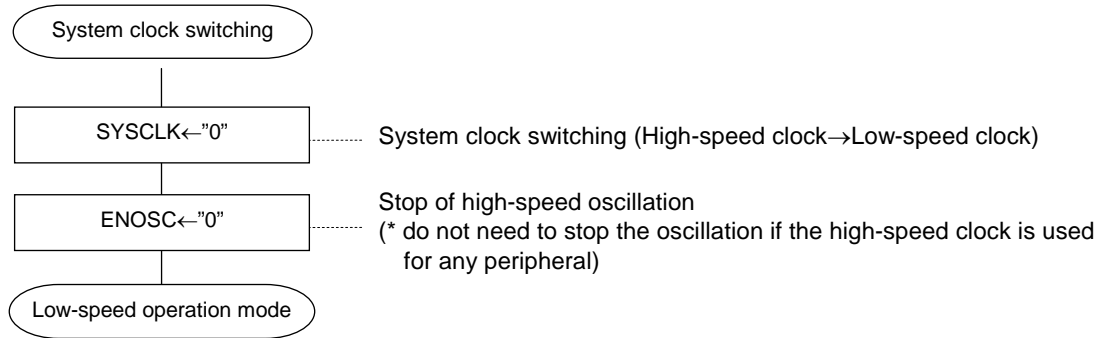 System clock switching
SYSCLK←”0”
System clock switching (High-speed clock→Low-speed clock)
ENOSC←”0”
Stop of high-speed oscillation
(* do not need to stop the oscillation if the high-speed clock is used
for any peripheral)
Low-speed operation mode